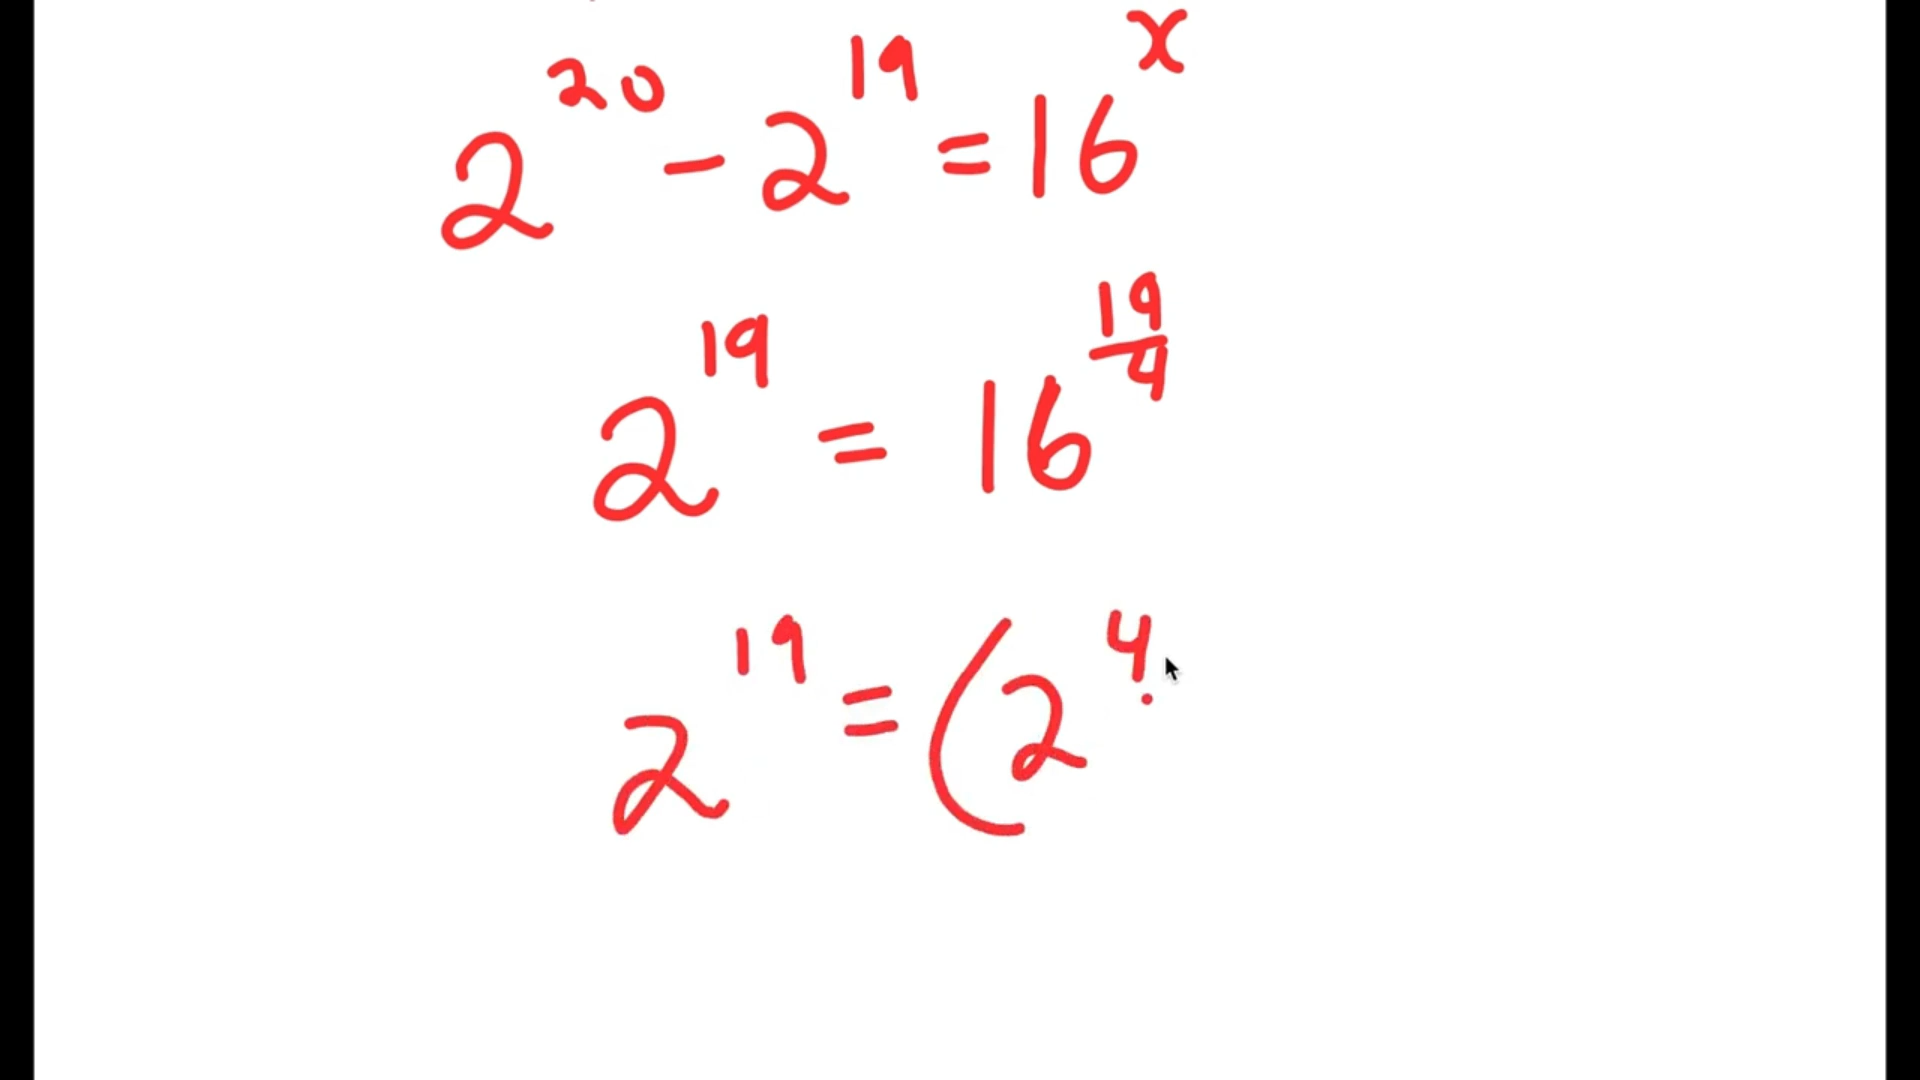 2^20 - 2^19 = 16^x
2^19 = 16^(19/4)
2^19 = (2^4.